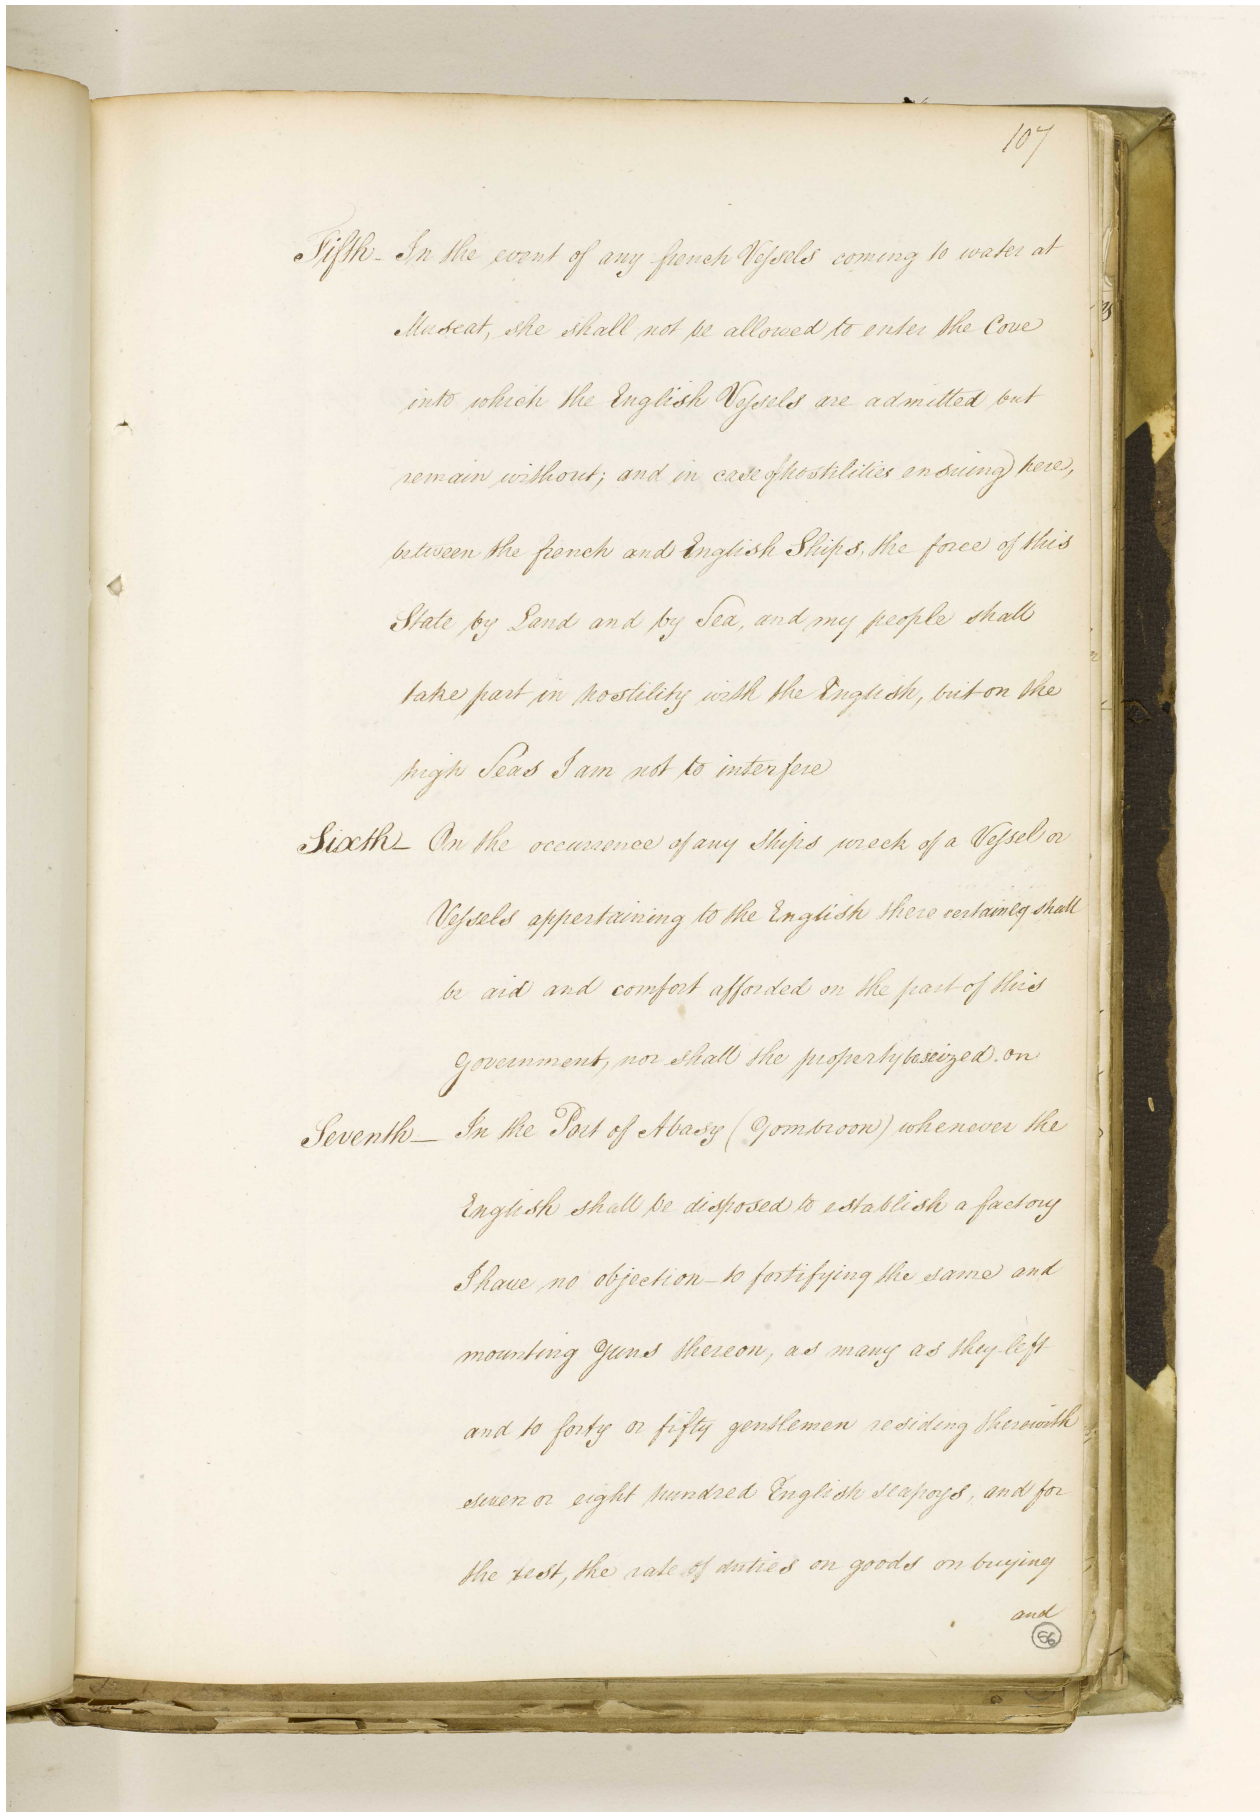 107
Fifth - In the event of any french Vessels coming to water at
Muscat, she shall not be allowed to enter the Cove
into which the English Vessels are admitted but
remain without; and in case of hostilities ensuing here,
between the french and English Ships, the force of this
State by Land and by Sea, and my people shall
take part in hostility with the English, but on the
high Seas I am not to interfere
Sixth - On the occurrence of any Ships wreck of a Vessel or
Vessels appertaining to the English there certainly shall
be aid and comfort afforded on the part of this
Government, nor shall the property be seized. on
Seventh - In the Port of Abasy (Gombroon) whenever the
English shall be disposed to establish a factory
I have no objection - to fortifying the same and
mounting Guns thereon, as many as they left
and to forty or fifty gentlemen residing there with
seven or eight hundred English seapoys, and for
the rest, the rate of duties on goods on buying
and
56